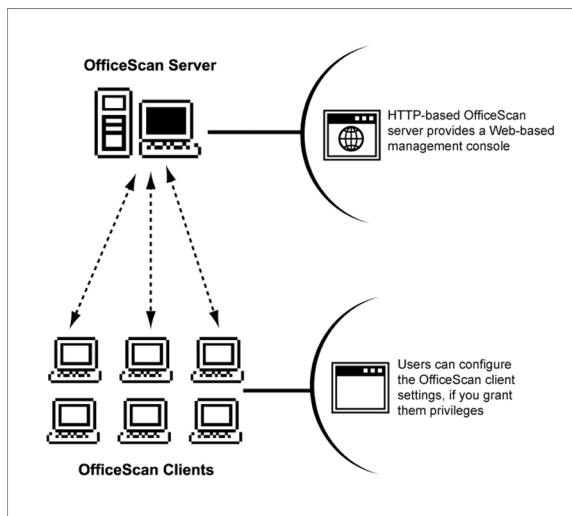 OfficeScan Server
HTTP-based OfficeScan
server provides a Web-based
management console
Users can configure
the OfficeScan client
settings, if you grant
them privileges
OfficeScan Clients